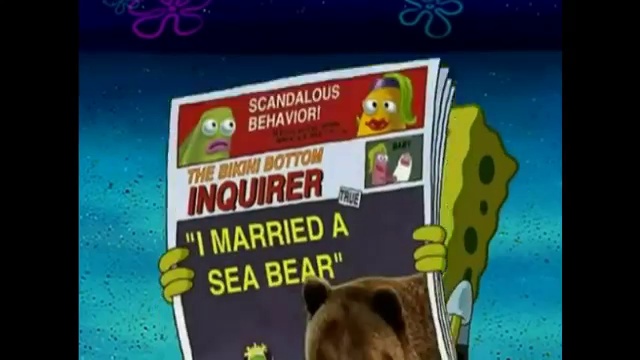 SCANDALOUS
BEHAVIOR!
BABY
THE BIKINI BOTTOM
INQUIRER
TRUE
"I MARRIED A
SEA BEAR"